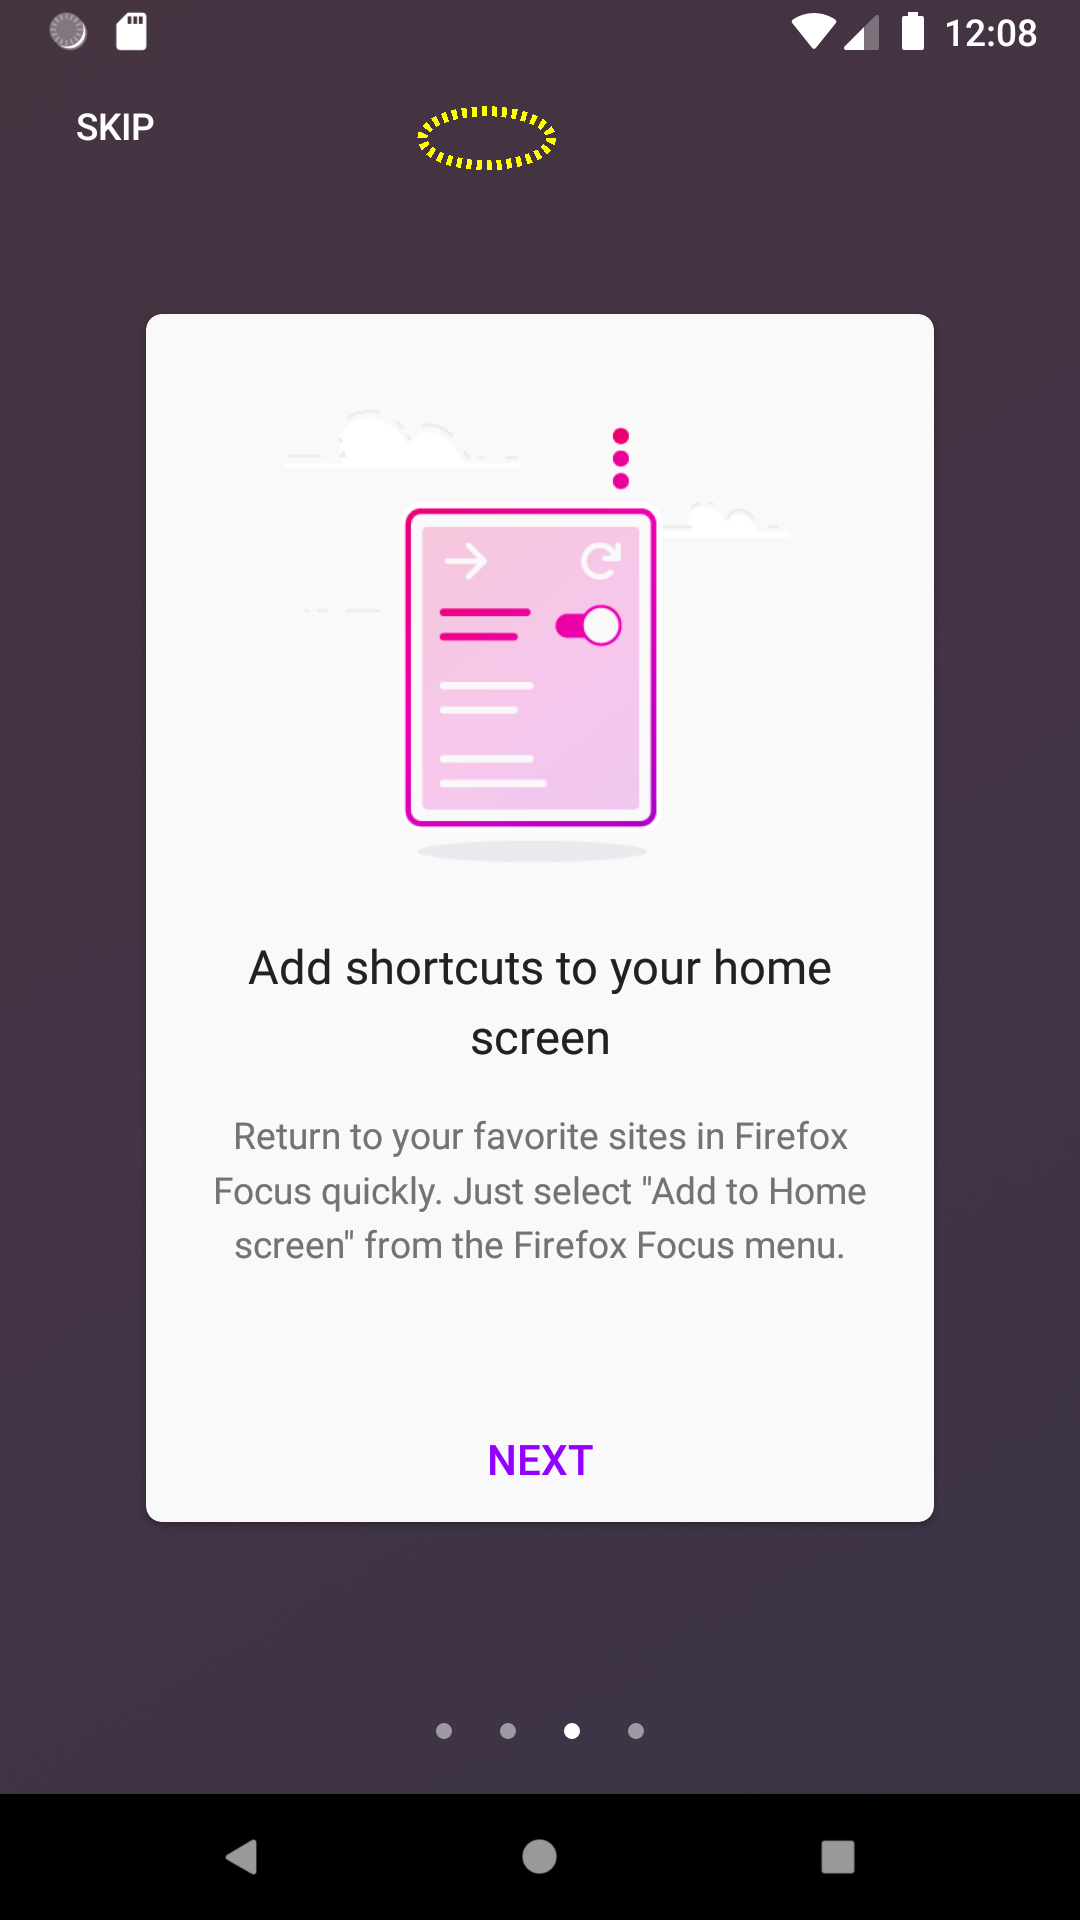 12:08
SKIP
Add shortcuts to your home
screen
Return to your favorite sites in Firefox
Focus quickly. Just select "Add to Home
screen" from the Firefox Focus menu.
NEXT